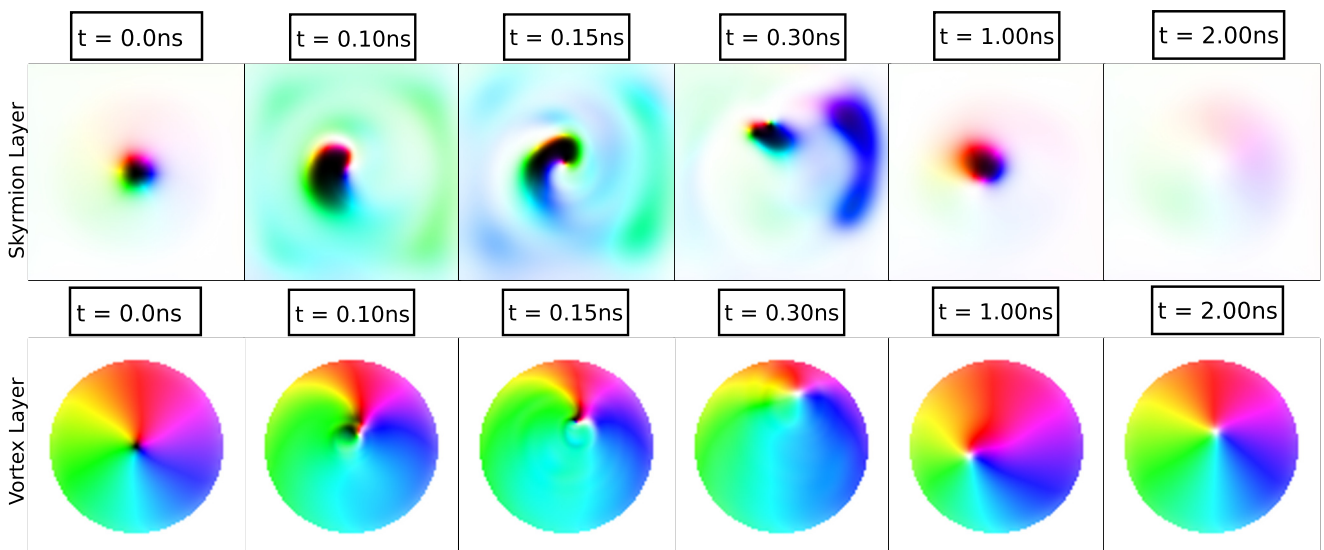 t = 0.0ns
t = 0.10ns
t = 0.15ns
t = 0.30ns
t = 1.00ns
t = 2.00ns
Skyrmion Layer
t = 0.0ns
t = 0.10ns
t = 0.15ns
t = 0.30ns
t = 1.00ns
t = 2.00ns
Vortex Layer